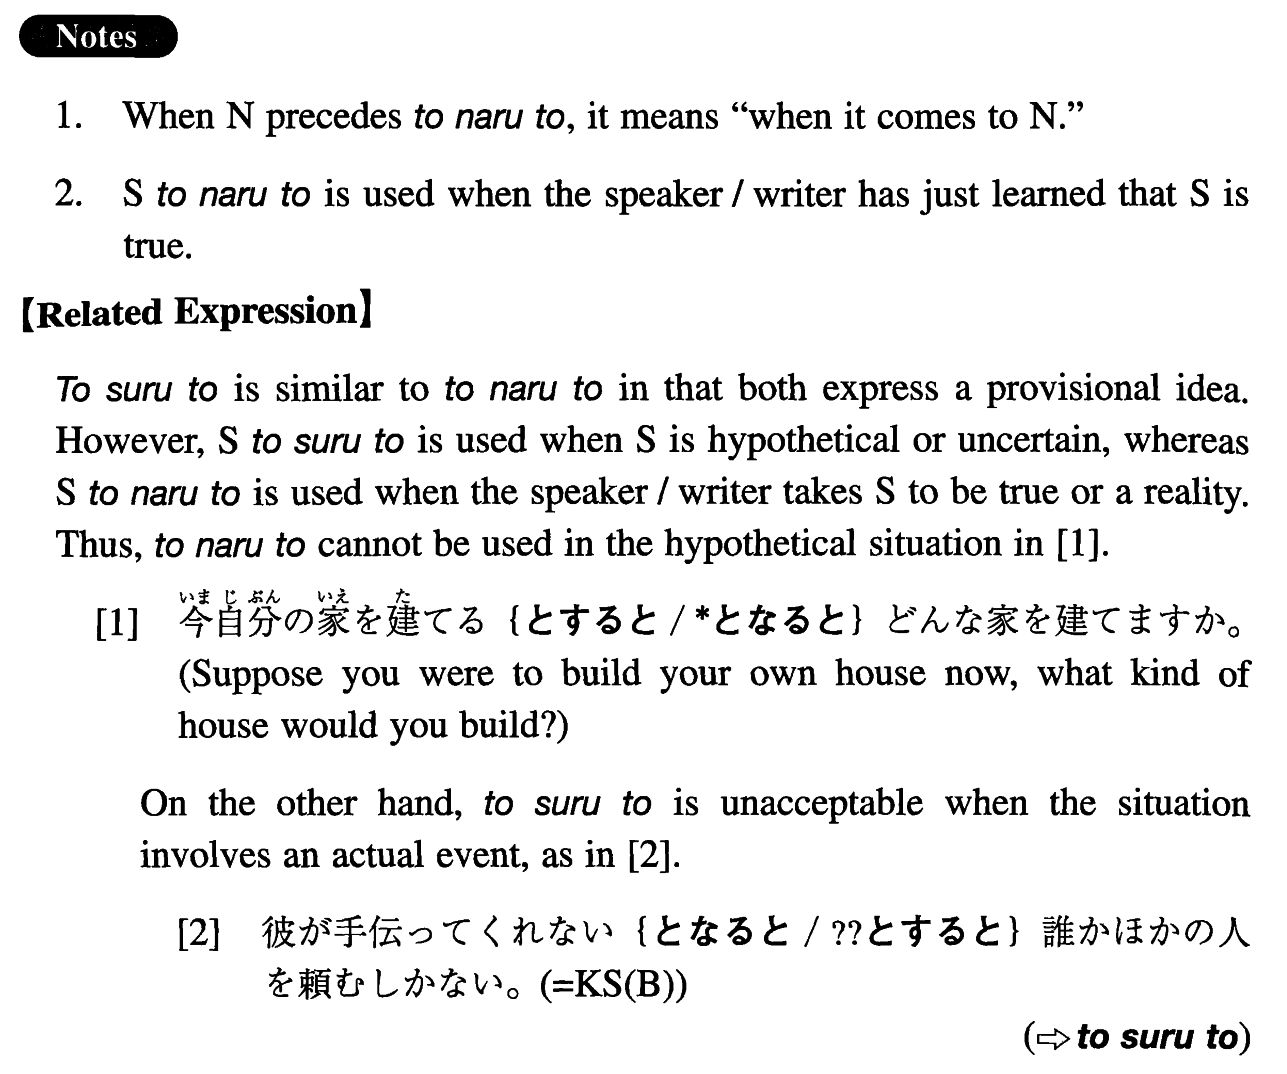 Notes
1. When N precedes to naru to, it means “when it comes to N.”
2. S to naru to is used when the speaker / writer has just learned that S is
true.
【Related Expression】
To suru to is similar to to naru to in that both express a provisional idea.
However, S to suru to is used when S is hypothetical or uncertain, whereas
S to naru to is used when the speaker / writer takes S to be true or a reality.
Thus, to naru to cannot be used in the hypothetical situation in [1].
いま じ ぶん いえ た
[1] 今自分の家を建てる {とすると / *となると} どんな家を建てますか。
(Suppose you were to build your own house now, what kind of
house would you build?)
On the other hand, to suru to is unacceptable when the situation
involves an actual event, as in [2].
[2] 彼が手伝ってくれない {となると / ??とすると} 誰かほかの人
を頼むしかない。(=KS(B))
(⇨to suru to)